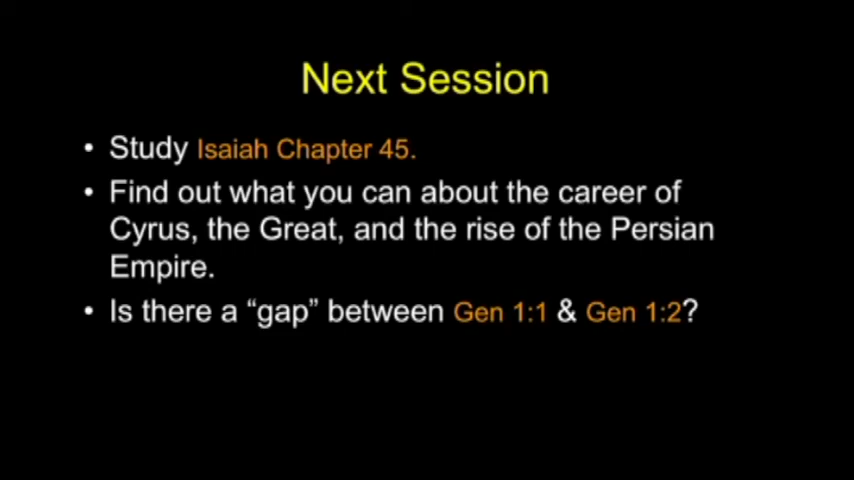 Next Session
• Study Isaiah Chapter 45.
• Find out what you can about the career of
Cyrus, the Great, and the rise of the Persian
Empire.
• Is there a “gap” between Gen 1:1 & Gen 1:2?